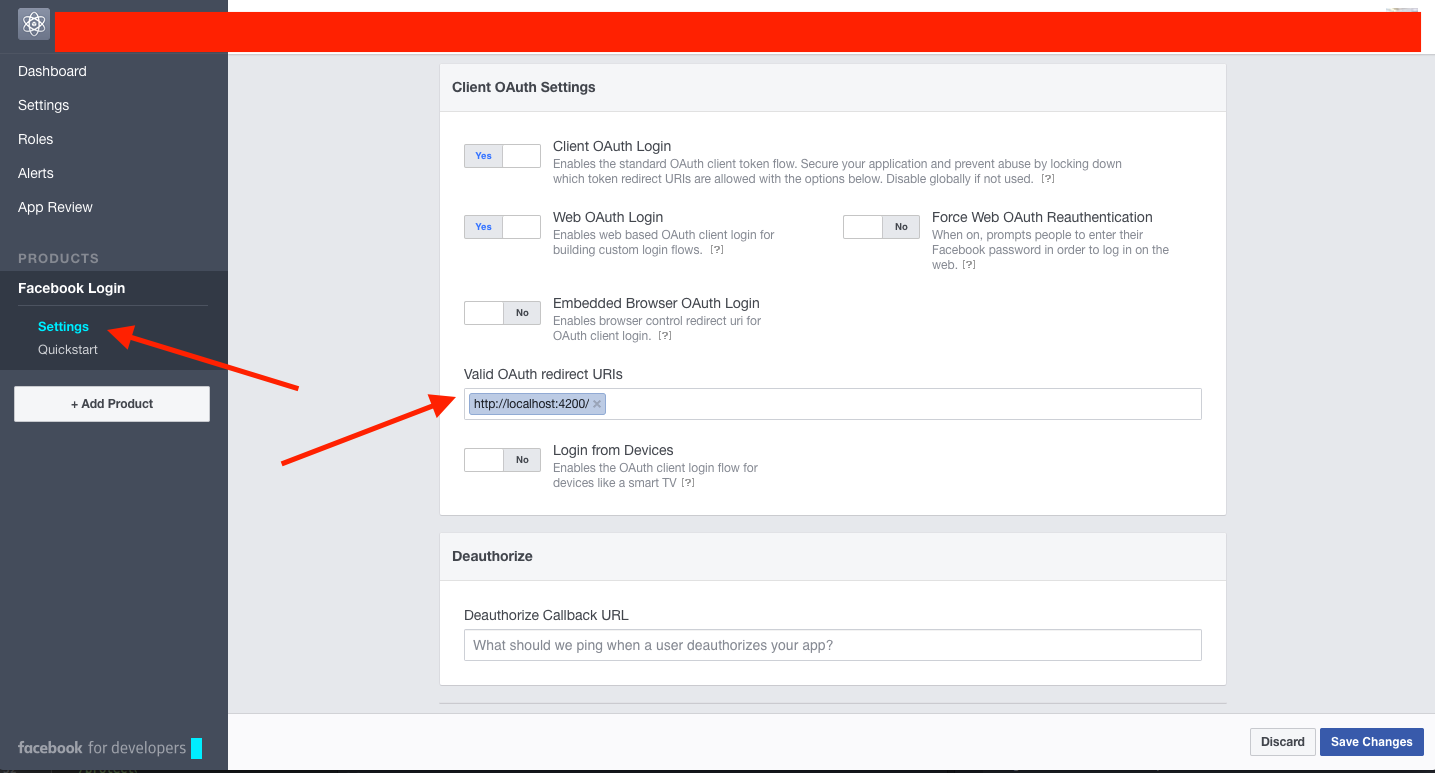 Dashboard
Settings
Roles
Alerts
App Review
PRODUCTS
Facebook Login
Settings
Quickstart
+ Add Product
facebook for developers
Client OAuth Settings
Yes
Client OAuth Login
Enables the standard OAuth client token flow. Secure your application and prevent abuse by locking down
which token redirect URIs are allowed with the options below. Disable globally if not used. [?]
Yes
Web OAuth Login
Enables web based OAuth client login for
building custom login flows. [?]
No
Force Web OAuth Reauthentication
When on, prompts people to enter their
Facebook password in order to log in on the
web. [?]
No
Embedded Browser OAuth Login
Enables browser control redirect uri for
OAuth client login. [?]
Valid OAuth redirect URIs
http://localhost:4200/ ×
No
Login from Devices
Enables the OAuth client login flow for
devices like a smart TV [?]
Deauthorize
Deauthorize Callback URL
What should we ping when a user deauthorizes your app?
Discard
Save Changes